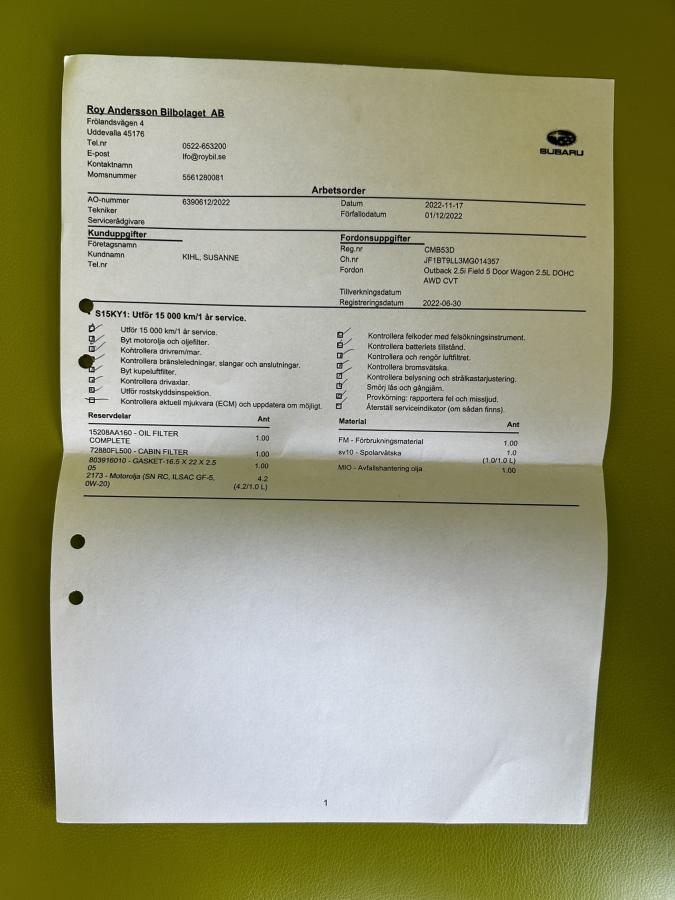 Roy Andersson Bilbolaget AB
Frölandsvägen 4
Uddevalla 45176
Tel.nr 0522-653200
E-post lfo@roybil.se
Kontaktnamn
Momsnummer 5561280081
SUBARU
Arbetsorder
AO-nummer 6390612/2022
Tekniker
Servicerådgivare
Datum 2022-11-17
Förfallodatum 01/12/2022
Kunduppgifter
Företagsnamn
Kundnamn KIHL, SUSANNE
Tel.nr
Fordonsuppgifter
Reg.nr CMB53D
Ch.nr JF1BT9LL3MG014357
Fordon Outback 2.5i Field 5 Door Wagon 2.5L DOHC
AWD CVT
Tillverkningsdatum
Registreringsdatum 2022-06-30
S15KY1: Utför 15 000 km/1 år service.
Utför 15 000 km/1 år service.
Byt motorolja och oljefilter.
Kontrollera drivrem/mar.
Kontrollera bränsleledningar, slangar och anslutningar.
Byt kupeluftfilter.
Kontrollera drivaxlar.
Utför rostskyddsinspektion.
Kontrollera aktuell mjukvara (ECM) och uppdatera om möjligt.
Kontrollera felkoder med felsökningsinstrument.
Kontrollera batteriets tillstånd.
Kontrollera och rengör luftfiltret.
Kontrollera bromsvätska.
Kontrollera belysning och strålkastarjustering.
Smörj lås och gångjärn.
Provkörning: rapportera fel och missljud.
Återställ serviceindikator (om sådan finns).
Reservdelar Ant
15208AA160 - OIL FILTER
COMPLETE 1.00
72880FL500 - CABIN FILTER 1.00
803916010 - GASKET-16.5 X 22 X 2.5
05 1.00
2173 - Motorolja (SN RC, ILSAC GF-5,
0W-20) 4.2
(4.2/1.0 L)
Material Ant
FM - Förbrukningsmaterial 1.00
sv10 - Spolarvätska 1.0
(1.0/1.0 L)
MIO - Avfallshantering olja 1.00
1